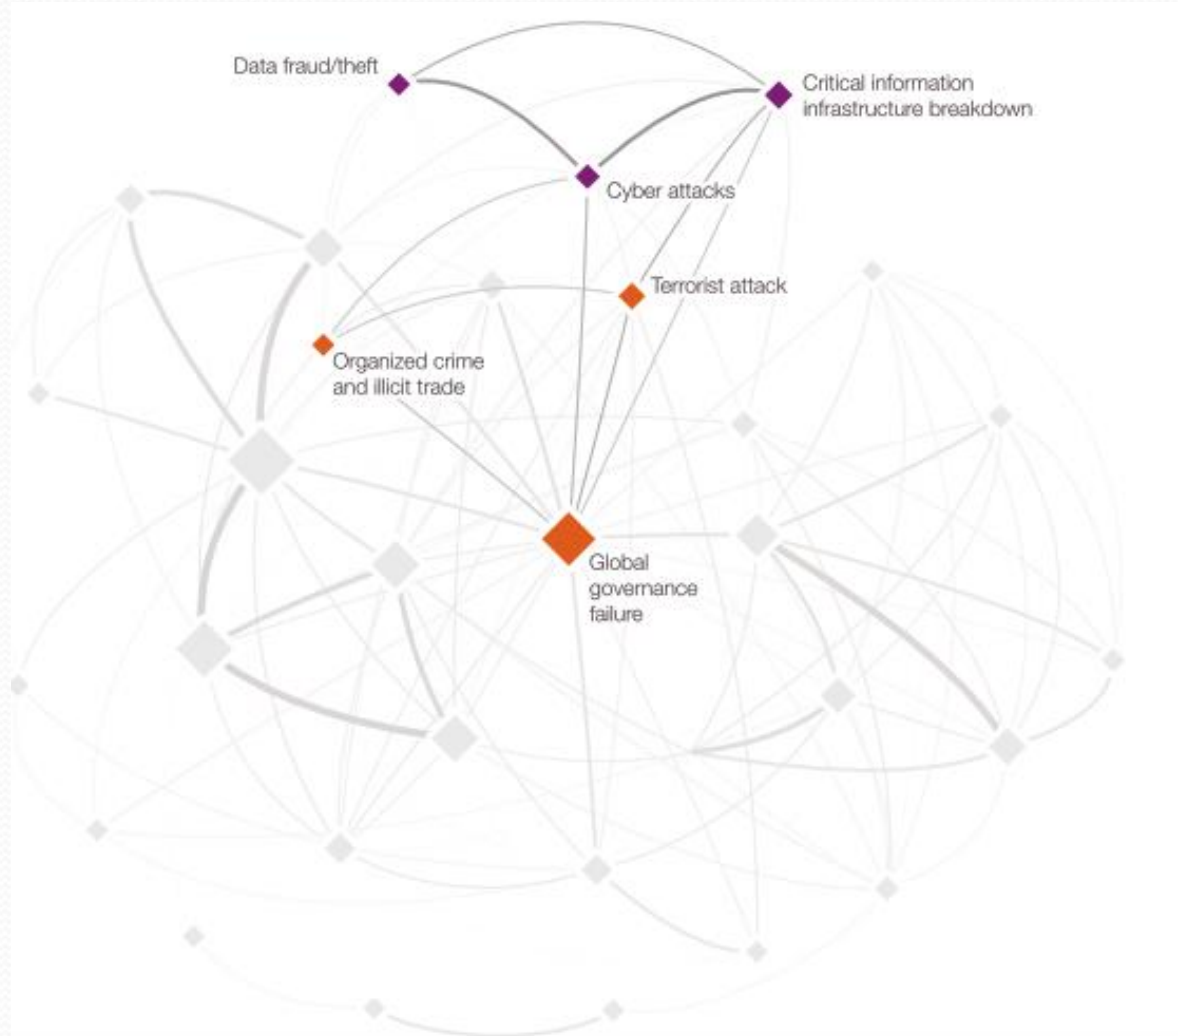 Data fraud/theft
Critical information
infrastructure breakdown
Cyber attacks
Terrorist attack
Organized crime
and illicit trade
Global
governance
failure